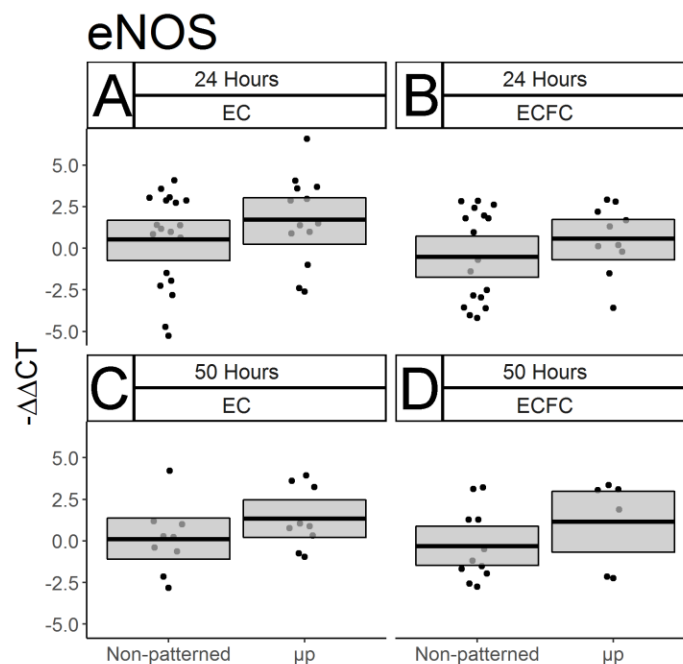 eNOS
A
24 Hours
EC
B
24 Hours
ECFC
5.0
2.5
0.0
-2.5
-5.0
C
50 Hours
EC
D
50 Hours
ECFC
5.0
2.5
0.0
-2.5
-5.0
-ΔΔCT
Non-patterned
μp
Non-patterned
μp